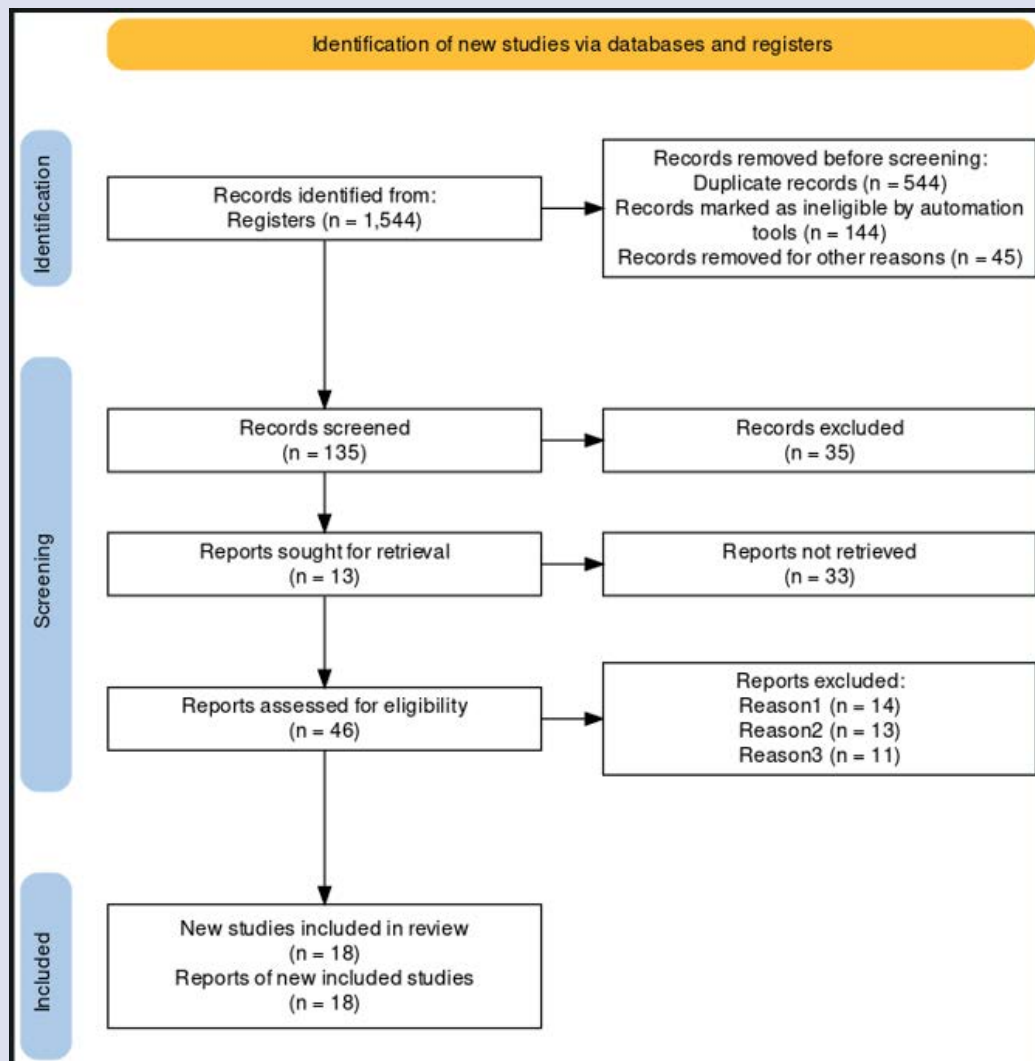 Identification of new studies via databases and registers
Identification
Records identified from:
Registers (n = 1,544)
Records removed before screening:
Duplicate records (n = 544)
Records marked as ineligible by automation
tools (n = 144)
Records removed for other reasons (n = 45)
Screening
Records screened
(n = 135)
Records excluded
(n = 35)
Reports sought for retrieval
(n = 13)
Reports not retrieved
(n = 33)
Reports assessed for eligibility
(n = 46)
Reports excluded:
Reason1 (n = 14)
Reason2 (n = 13)
Reason3 (n = 11)
Included
New studies included in review
(n = 18)
Reports of new included studies
(n = 18)